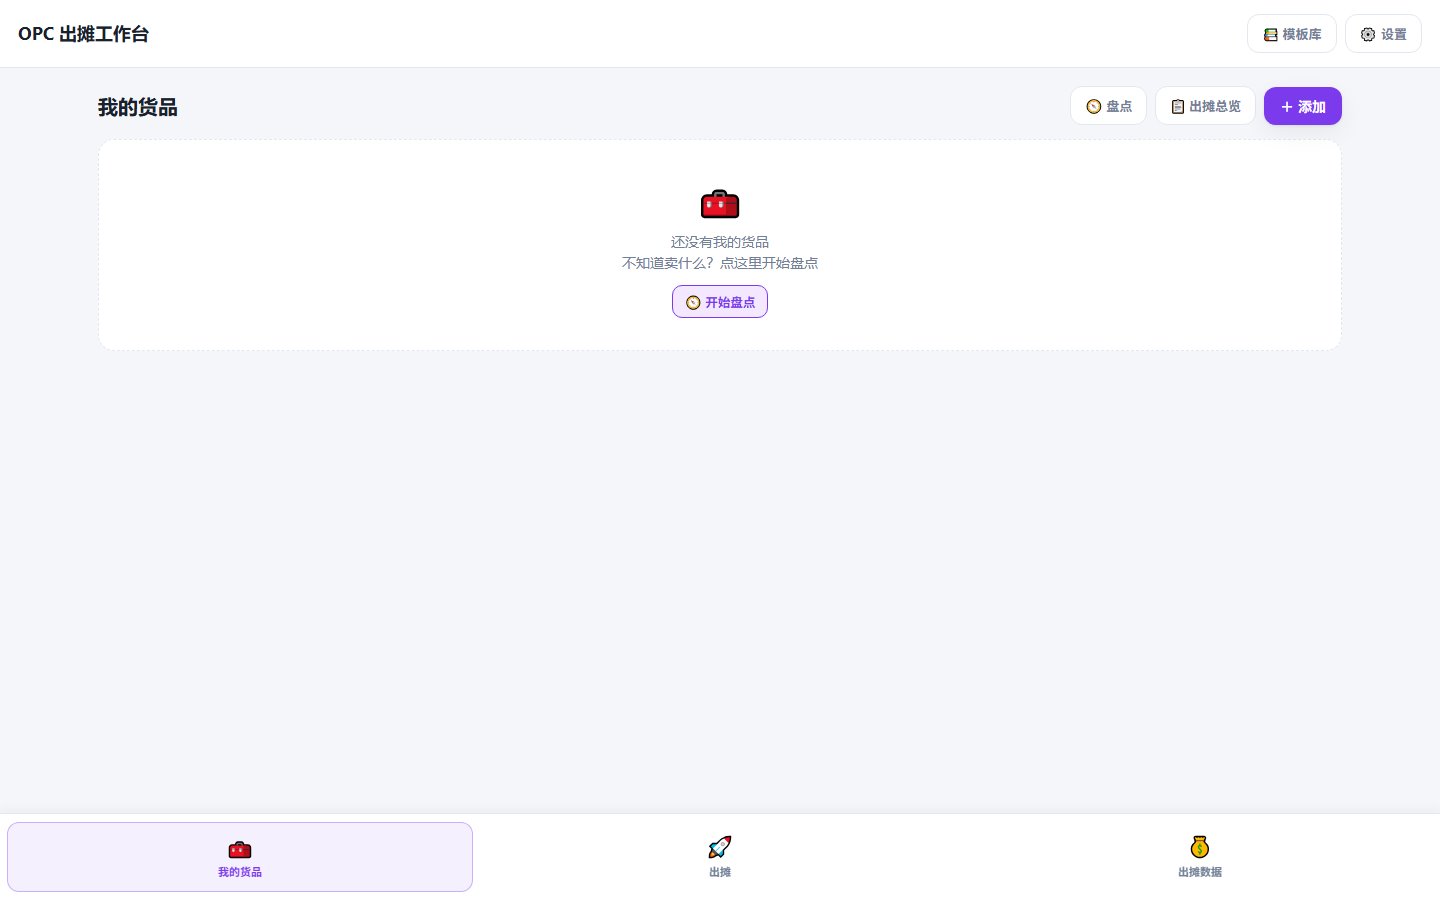 OPC 出摊工作台
模板库
设置
我的货品
盘点
出摊总览
+ 添加
还没有我的货品
不知道卖什么？点这里开始盘点
开始盘点
我的货品
出摊
出摊数据